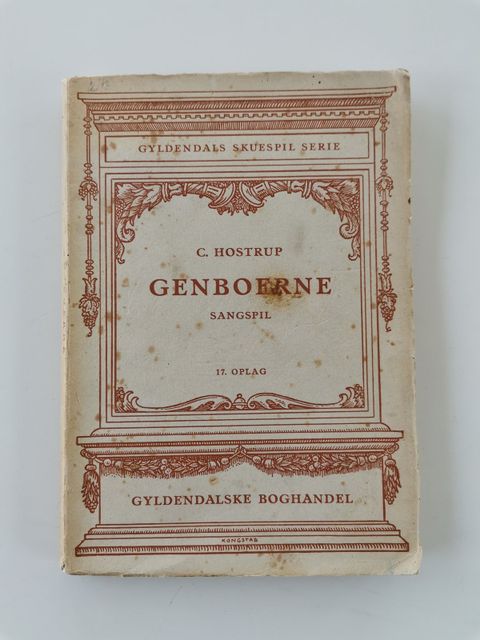 GYLDENDALS SKUESPIL SERIE
C. HOSTRUP
GENBOERNE
SANGSPIL
17. OPLAG
GYLDENDALSKE BOGHANDEL
KONGSTAD